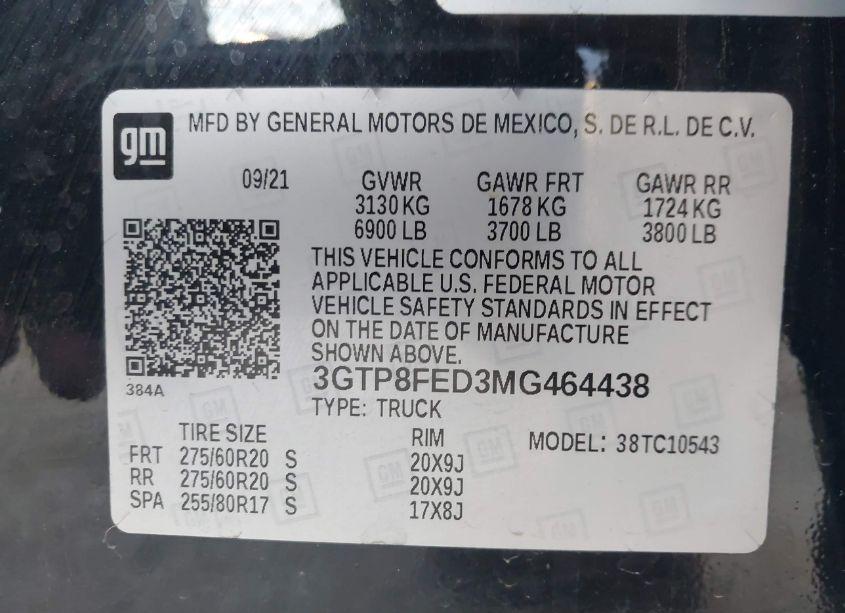 gm
MFD BY GENERAL MOTORS DE MEXICO, S. DE R.L. DE C.V.
09/21 GVWR GAWR FRT GAWR RR
3130 KG 1678 KG 1724 KG
6900 LB 3700 LB 3800 LB
THIS VEHICLE CONFORMS TO ALL
APPLICABLE U.S. FEDERAL MOTOR
VEHICLE SAFETY STANDARDS IN EFFECT
ON THE DATE OF MANUFACTURE
SHOWN ABOVE.
384A
3GTP8FED3MG464438
TYPE: TRUCK
TIRE SIZE RIM MODEL: 38TC10543
FRT 275/60R20 S 20X9J
RR 275/60R20 S 20X9J
SPA 255/80R17 S 17X8J